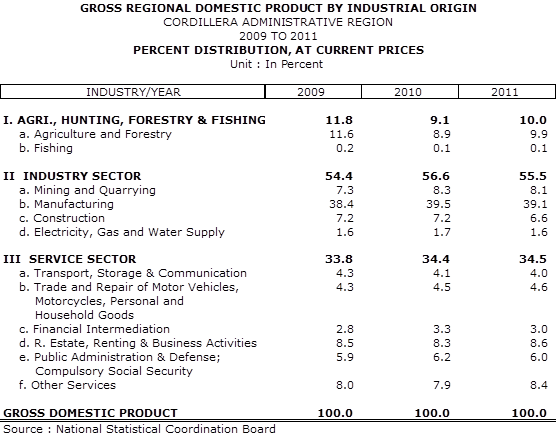 GROSS REGIONAL DOMESTIC PRODUCT BY INDUSTRIAL ORIGIN
CORDILLERA ADMINISTRATIVE REGION
2009 TO 2011
PERCENT DISTRIBUTION, AT CURRENT PRICES
Unit : In Percent
INDUSTRY/YEAR 2009 2010 2011
I. AGRI., HUNTING, FORESTRY & FISHING 11.8 9.1 10.0
a. Agriculture and Forestry 11.6 8.9 9.9
b. Fishing 0.2 0.1 0.1
II INDUSTRY SECTOR 54.4 56.6 55.5
a. Mining and Quarrying 7.3 8.3 8.1
b. Manufacturing 38.4 39.5 39.1
c. Construction 7.2 7.2 6.6
d. Electricity, Gas and Water Supply 1.6 1.7 1.6
III SERVICE SECTOR 33.8 34.4 34.5
a. Transport, Storage & Communication 4.3 4.1 4.0
b. Trade and Repair of Motor Vehicles, 4.3 4.5 4.6
Motorcycles, Personal and
Household Goods
c. Financial Intermediation 2.8 3.3 3.0
d. R. Estate, Renting & Business Activities 8.5 8.3 8.6
e. Public Administration & Defense; 5.9 6.2 6.0
Compulsory Social Security
f. Other Services 8.0 7.9 8.4
GROSS DOMESTIC PRODUCT 100.0 100.0 100.0
Source : National Statistical Coordination Board